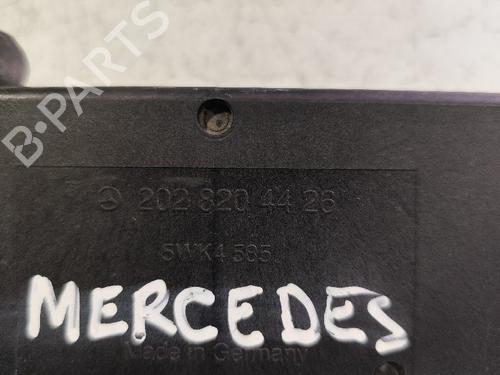 B-PARTS
202 820 44 26
5WK4 585
MERCEDES
Made in Germany